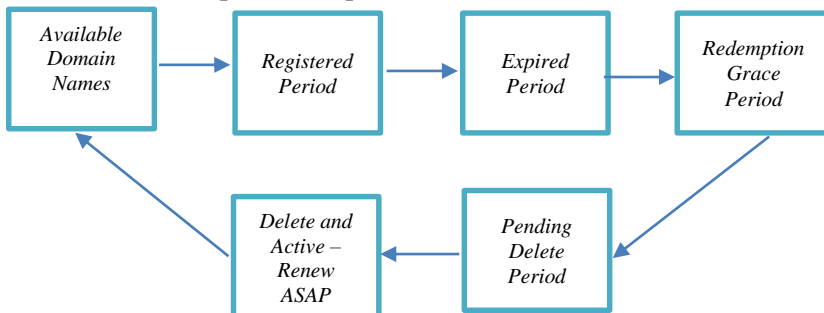 Available
Domain
Names
Registered
Period
Expired
Period
Redemption
Grace
Period
Delete and
Active –
Renew
ASAP
Pending
Delete
Period